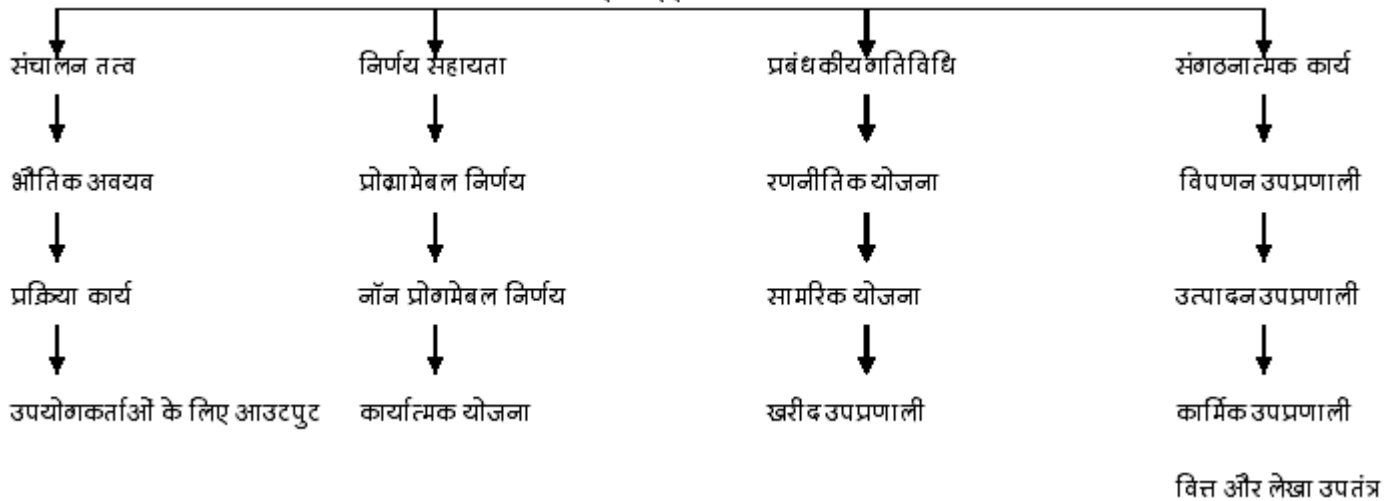 संचालन तत्व निर्णय सहायता प्रबंधकीय गतिविधि संगठनात्मक कार्य
भौतिक अवयव प्रोग्रामेबल निर्णय रणनीतिक योजना विपणन उपप्रणाली
प्रक्रिया कार्य नॉन प्रोगमेबल निर्णय सामरिक योजना उत्पादन उपप्रणाली
उपयोगकर्ताओं के लिए आउटपुट कार्यात्मक योजना खरीद उपप्रणाली कार्मिक उपप्रणाली
वित्त और लेखा उपतंत्र